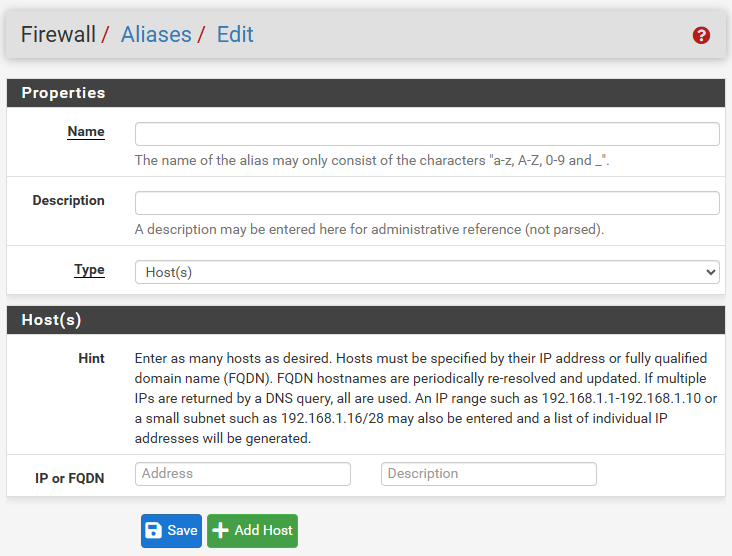 Firewall / Aliases / Edit
Properties
Name
The name of the alias may only consist of the characters "a-z, A-Z, 0-9 and _".
Description
A description may be entered here for administrative reference (not parsed).
Type Host(s)
Host(s)
Hint Enter as many hosts as desired. Hosts must be specified by their IP address or fully qualified
domain name (FQDN). FQDN hostnames are periodically re-resolved and updated. If multiple
IPs are returned by a DNS query, all are used. An IP range such as 192.168.1.1-192.168.1.10 or
a small subnet such as 192.168.1.16/28 may also be entered and a list of individual IP
addresses will be generated.
IP or FQDN Address Description
Save Add Host